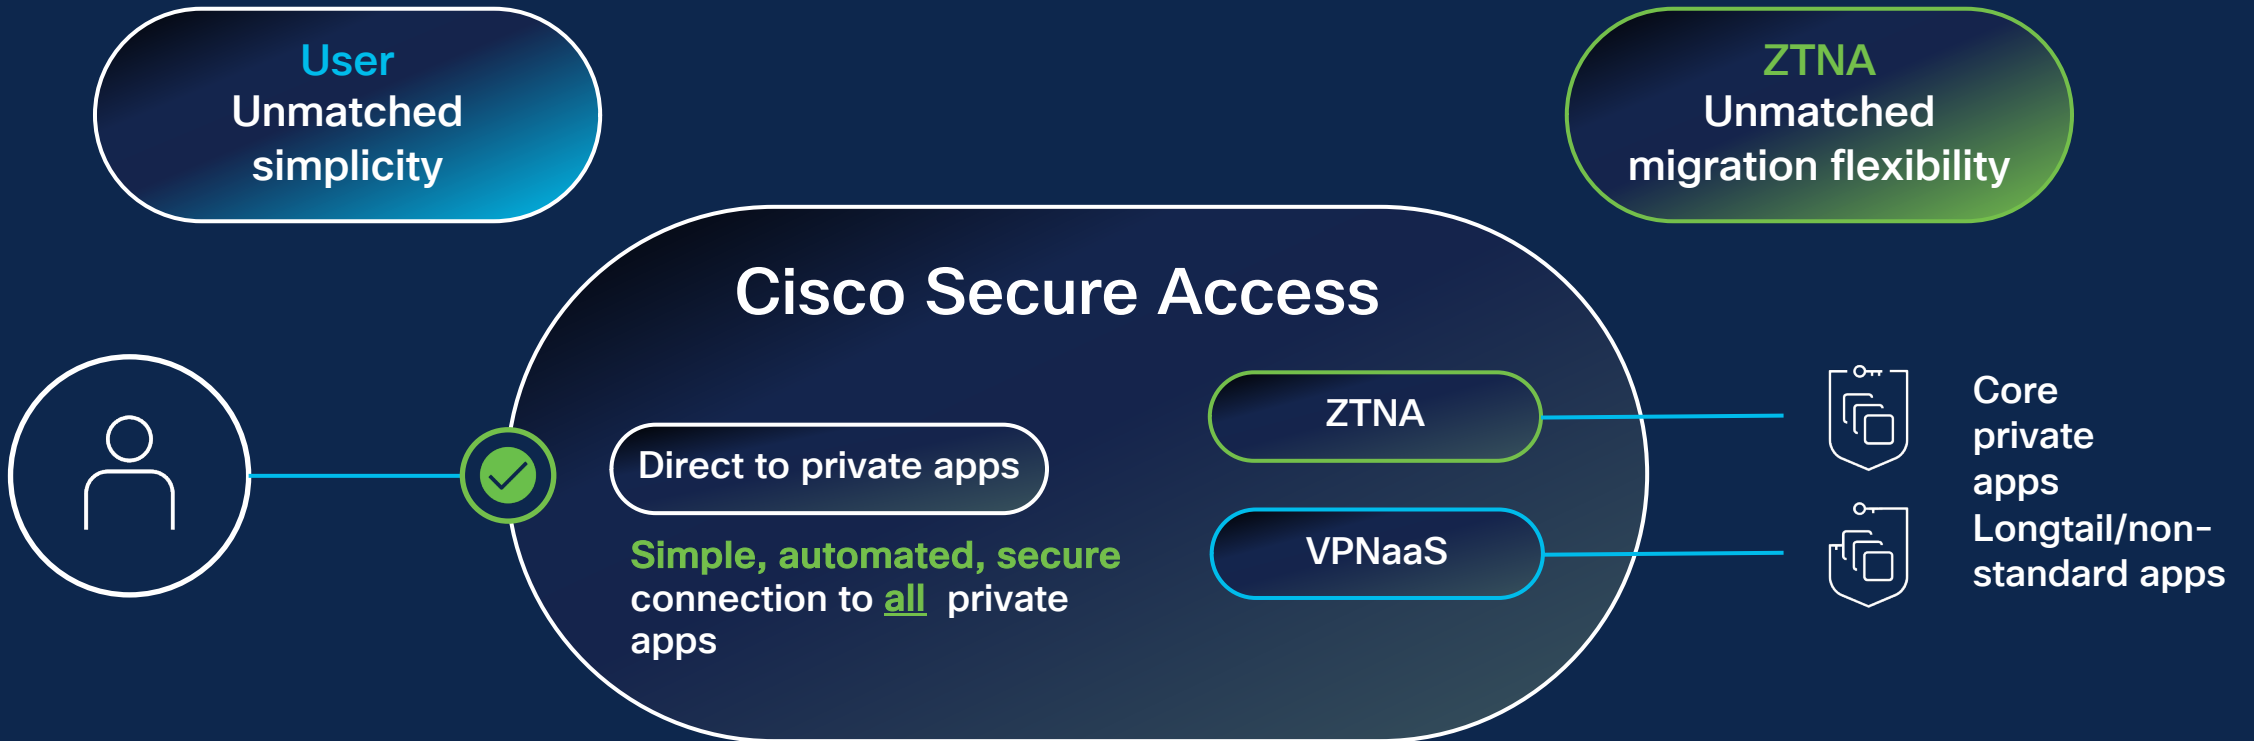 User
Unmatched
simplicity
ZTNA
Unmatched
migration flexibility
Cisco Secure Access
Direct to private apps
Simple, automated, secure
connection to all private
apps
ZTNA
VPNaaS
Core
private
apps
Longtail/non-
standard apps